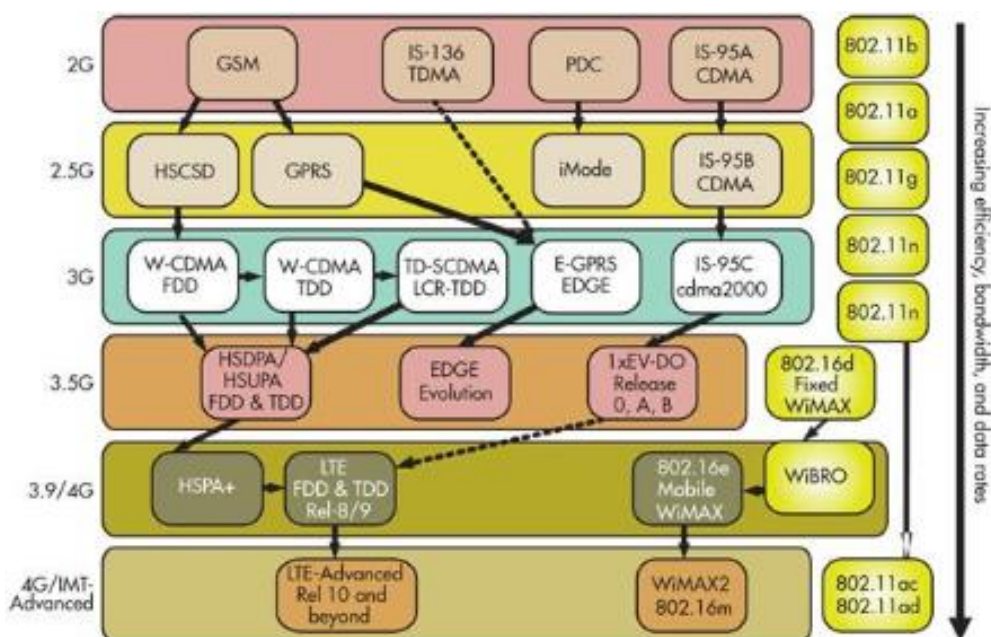 2G
GSM
IS-136
TDMA
PDC
IS-95A
CDMA
802.11b
802.11a
2.5G
HSCSD
GPRS
iMode
IS-95B
CDMA
802.11g
802.11n
3G
W-CDMA
FDD
W-CDMA
TDD
TD-SCDMA
LCR-TDD
E-GPRS
EDGE
IS-95C
cdma2000
802.11n
3.5G
HSDPA/
HSUPA
FDD & TDD
EDGE
Evolution
1xEV-DO
Release
0, A, B
802.16d
Fixed
WiMAX
3.9/4G
HSPA+
LTE
FDD & TDD
Rel-8/9
802.16e
Mobile
WiMAX
WiBRO
4G/IMT-
Advanced
LTE-Advanced
Rel 10 and
beyond
WiMAX2
802.16m
802.11ac
802.11ad
Increasing efficiency, bandwidth, and data rates